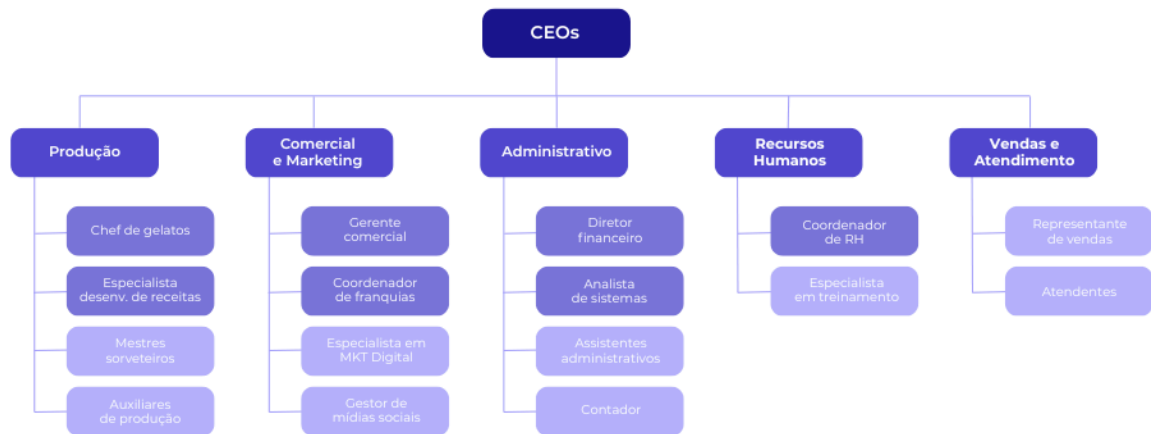 CEOs
Produção
Comercial
e Marketing
Administrativo
Recursos
Humanos
Vendas e
Atendimento
Chef de gelatos
Gerente
comercial
Diretor
financeiro
Coordenador
de RH
Representante
de vendas
Especialista
desenv. de receitas
Coordenador
de franquias
Analista
de sistemas
Especialista
em treinamento
Atendentes
Mestres
sorveteiros
Especialista em
MKT Digital
Assistentes
administrativos
Auxiliares
de produção
Gestor de
mídias sociais
Contador